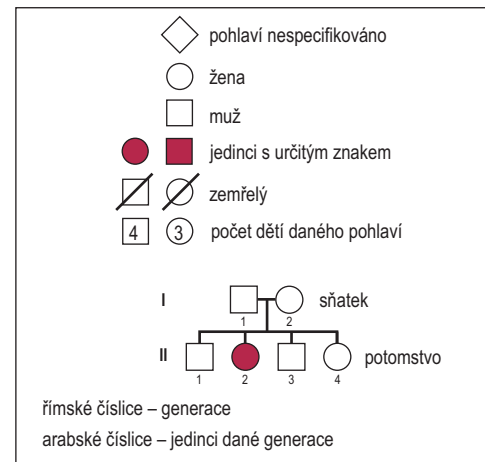 pohlaví nespecifikováno
žena
muž
jedinci s určitým znakem
zemřelý
4 3 počet dětí daného pohlaví
I sňatek
1 2
II potomstvo
1 2 3 4
římské číslice – generace
arabské číslice – jedinci dané generace